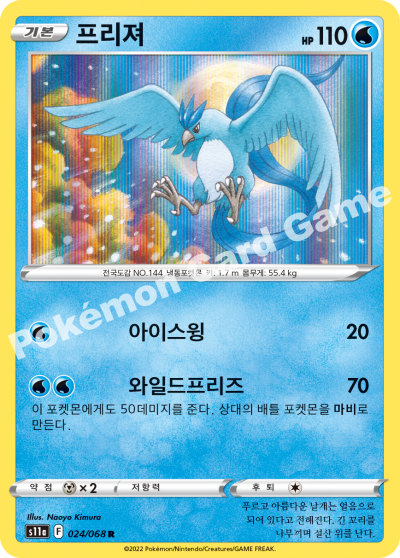 기본 프리져 HP 110
전국도감 NO.144 냉동포켓몬 키: 1.7 m 몸무게: 55.4 kg
Pokémon Card Game
아이스윙 20
와일드프리즈 70
이 포켓몬에게도 50데미지를 준다. 상대의 배틀 포켓몬을 마비로
만든다.
약점 ×2 저항력 후퇴
Illus. Naoyo Kimura
s11a F 024/068 R
푸르고 아름다운 날개는 얼음으로
되어 있다고 전해진다. 긴 꼬리를
나부끼며 설산 위를 난다.
©2022 Pokémon/Nintendo/Creatures/GAME FREAK.